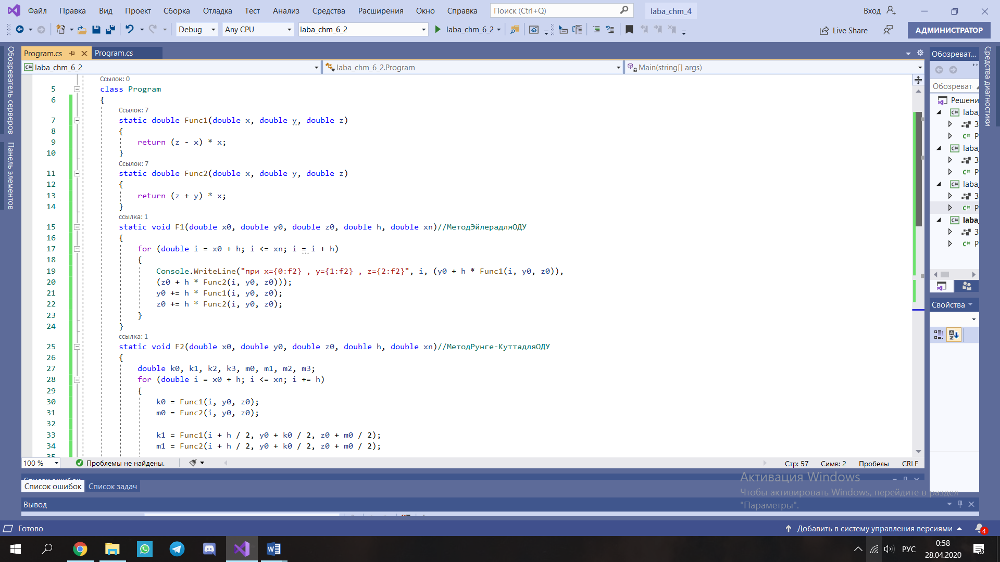 Файл Правка Вид Проект Сборка Отладка Тест Анализ Средства Расширения Окно Справка Поиск (Ctrl+Q) laba_chm_4 Вход
Debug Any CPU laba_chm_6_2 laba_chm_6_2 Live Share АДМИНИСТРАТОР
Обозреватель серверов
Панель элементов
Program.cs Program.cs
laba_chm_6_2 laba_chm_6_2.Program Main(string[] args)
Ссылок: 0
5 class Program
6 {
Ссылок: 7
7 static double Func1(double x, double y, double z)
8 {
9 return (z - x) * x;
10 }
Ссылок: 7
11 static double Func2(double x, double y, double z)
12 {
13 return (z + y) * x;
14 }
ссылка: 1
15 static void F1(double x0, double y0, double z0, double h, double xn)//МетодЭйлерадляОДУ
16 {
17 for (double i = x0 + h; i <= xn; i = i + h)
18 {
19 Console.WriteLine("при x={0:f2} , y={1:f2} , z={2:f2}", i, (y0 + h * Func1(i, y0, z0)),
20 (z0 + h * Func2(i, y0, z0)));
21 y0 += h * Func1(i, y0, z0);
22 z0 += h * Func2(i, y0, z0);
23 }
24 }
ссылка: 1
25 static void F2(double x0, double y0, double z0, double h, double xn)//МетодРунге-КуттадляОДУ
26 {
27 double k0, k1, k2, k3, m0, m1, m2, m3;
28 for (double i = x0 + h; i <= xn; i += h)
29 {
30 k0 = Func1(i, y0, z0);
31 m0 = Func2(i, y0, z0);
32
33 k1 = Func1(i + h / 2, y0 + k0 / 2, z0 + m0 / 2);
34 m1 = Func2(i + h / 2, y0 + k0 / 2, z0 + m0 / 2);
35
100 % Проблемы не найдены. Стр: 57 Симв: 2 Пробелы CRLF
Список ошибок
Список ошибок Список задач
Вывод
Обозреват...
Обозреват
Решени
laba_
З
P
laba_
З
P
laba_
З
P
laba_
З
P
Свойства
Средства диагностики
Активация Windows
Чтобы активировать Windows, перейдите в раздел
"Параметры".
Готово Добавить в систему управления версиями 4
РУС 0:58
28.04.2020